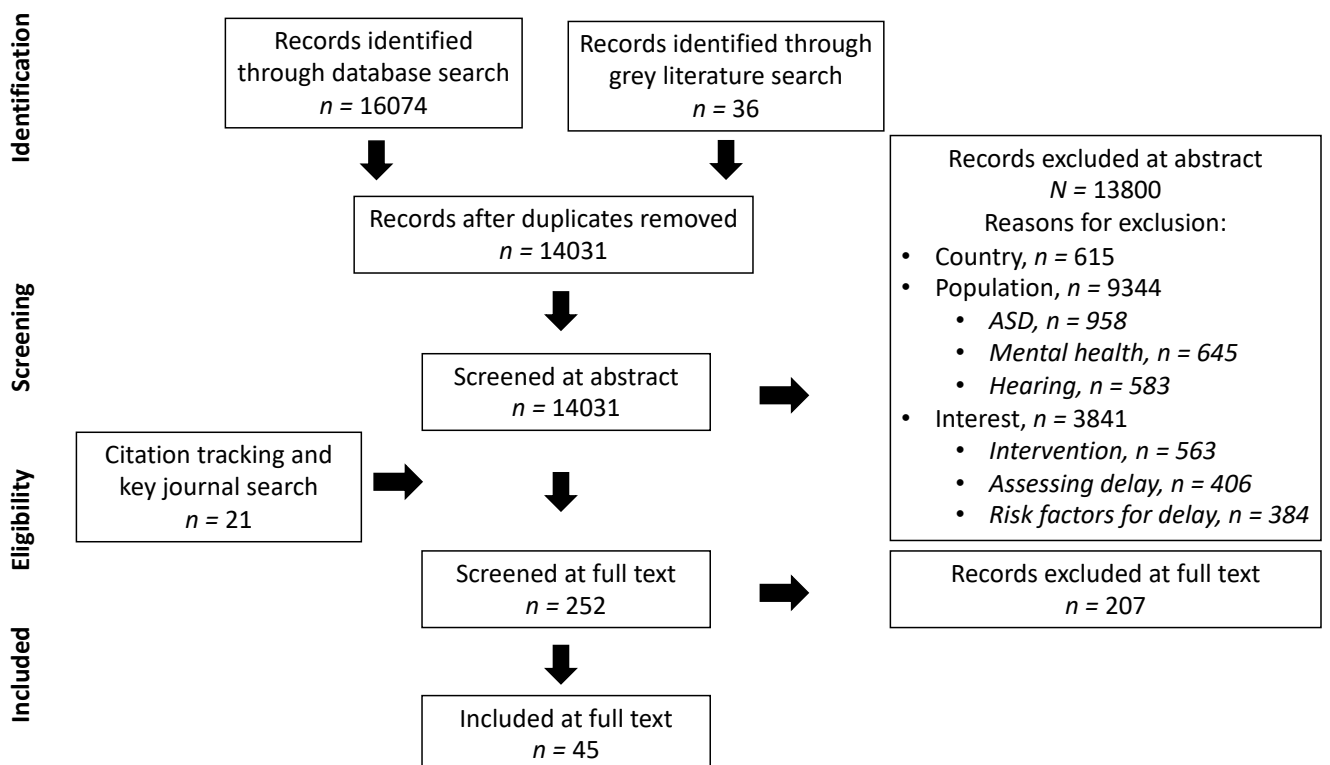 Identification
Records identified
through database search
n = 16074
Records identified through
grey literature search
n = 36
Records after duplicates removed
n = 14031
Screening
Screened at abstract
n = 14031
Records excluded at abstract
N = 13800
Reasons for exclusion:
• Country, n = 615
• Population, n = 9344
• ASD, n = 958
• Mental health, n = 645
• Hearing, n = 583
• Interest, n = 3841
• Intervention, n = 563
• Assessing delay, n = 406
• Risk factors for delay, n = 384
Eligibility
Citation tracking and
key journal search
n = 21
Screened at full text
n = 252
Records excluded at full text
n = 207
Included
Included at full text
n = 45